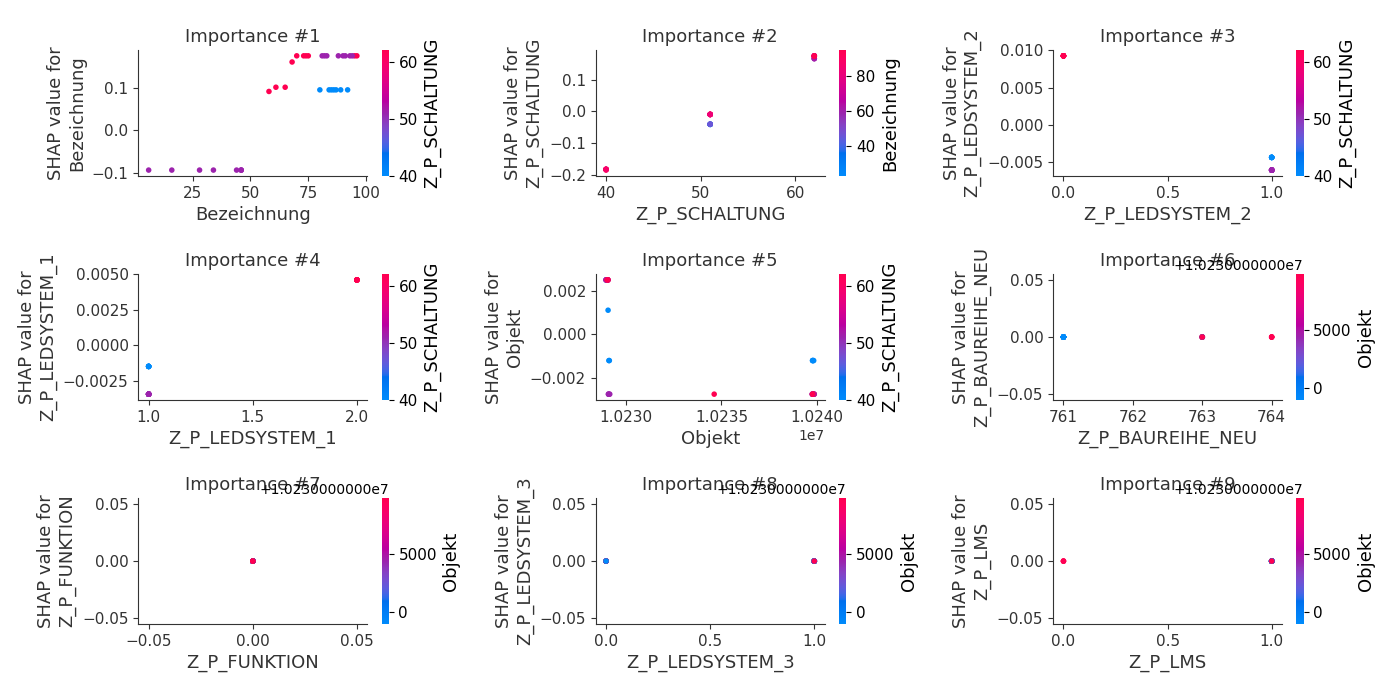 Importance #1
SHAP value for
Bezeichnung
0.1
0.0
−0.1
25
50
75
100
Bezeichnung
60
50
40
Z_P_SCHALTUNG
Importance #2
SHAP value for
Z_P_SCHALTUNG
0.1
0.0
−0.1
−0.2
40
50
60
Z_P_SCHALTUNG
80
60
40
Bezeichnung
Importance #3
SHAP value for
Z_P_LEDSYSTEM_2
0.010
0.005
0.000
−0.005
0.0
0.5
1.0
Z_P_LEDSYSTEM_2
60
50
40
Z_P_SCHALTUNG
Importance #4
SHAP value for
Z_P_LEDSYSTEM_1
0.0050
0.0025
0.0000
−0.0025
1.0
1.5
2.0
Z_P_LEDSYSTEM_1
60
50
40
Z_P_SCHALTUNG
Importance #5
SHAP value for
Objekt
0.002
0.000
−0.002
1.0230
1.0235
1.0240
1e7
Objekt
60
50
40
Z_P_SCHALTUNG
Importance #6
+1.0230000000e7
SHAP value for
Z_P_BAUREIHE_NEU
0.05
0.00
−0.05
761
762
763
764
Z_P_BAUREIHE_NEU
5000
0
Objekt
Importance #7
+1.0230000000e7
SHAP value for
Z_P_FUNKTION
0.05
0.00
−0.05
−0.05
0.00
0.05
Z_P_FUNKTION
5000
0
Objekt
Importance #8
+1.0230000000e7
SHAP value for
Z_P_LEDSYSTEM_3
0.05
0.00
−0.05
0.0
0.5
1.0
Z_P_LEDSYSTEM_3
5000
0
Objekt
Importance #9
+1.0230000000e7
SHAP value for
Z_P_LMS
0.05
0.00
−0.05
0.0
0.5
1.0
Z_P_LMS
5000
0
Objekt